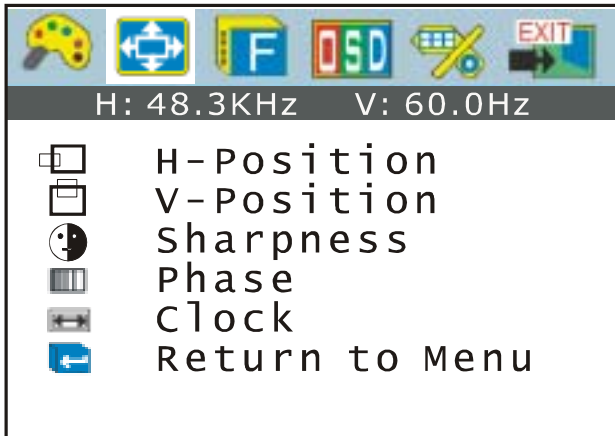 F OSD EXIT
H: 48.3KHz V: 60.0Hz
H-Position
V-Position
Sharpness
Phase
Clock
Return to Menu